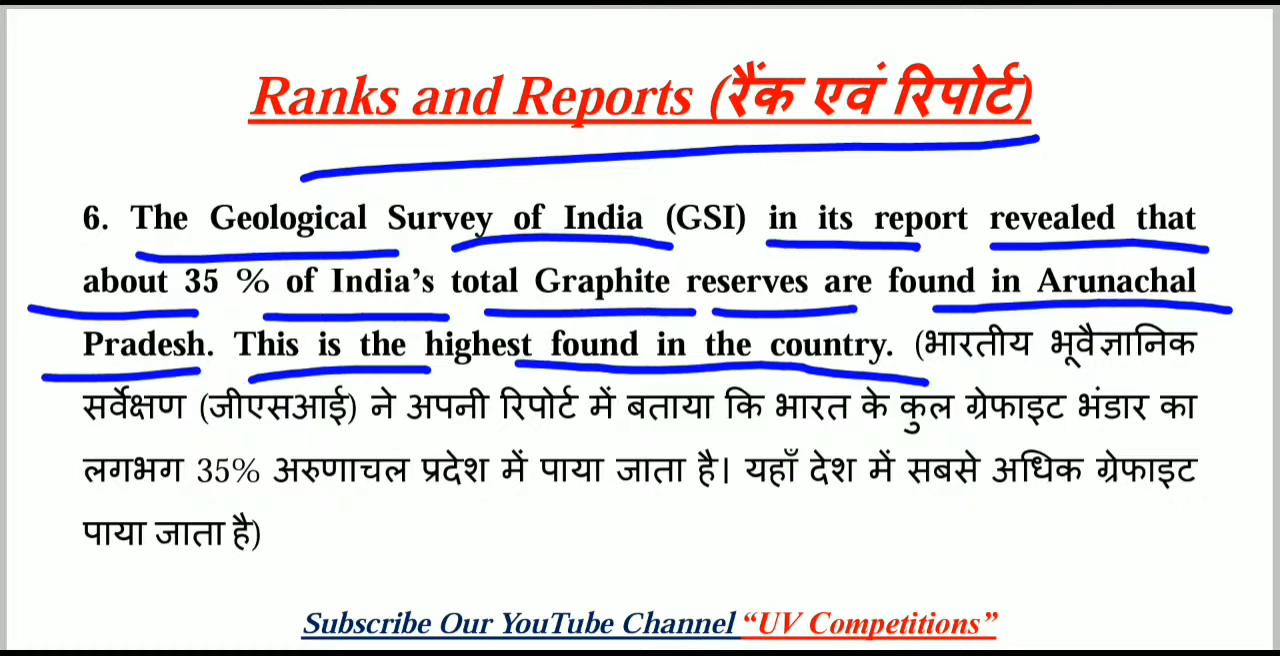 Ranks and Reports (रैंक एवं रिपोर्ट)
6. The Geological Survey of India (GSI) in its report revealed that
about 35 % of India’s total Graphite reserves are found in Arunachal
Pradesh. This is the highest found in the country. (भारतीय भूवैज्ञानिक
सर्वेक्षण (जीएसआई) ने अपनी रिपोर्ट में बताया कि भारत के कुल ग्रेफाइट भंडार का
लगभग 35% अरुणाचल प्रदेश में पाया जाता है। यहाँ देश में सबसे अधिक ग्रेफाइट
पाया जाता है)
Subscribe Our YouTube Channel “UV Competitions”